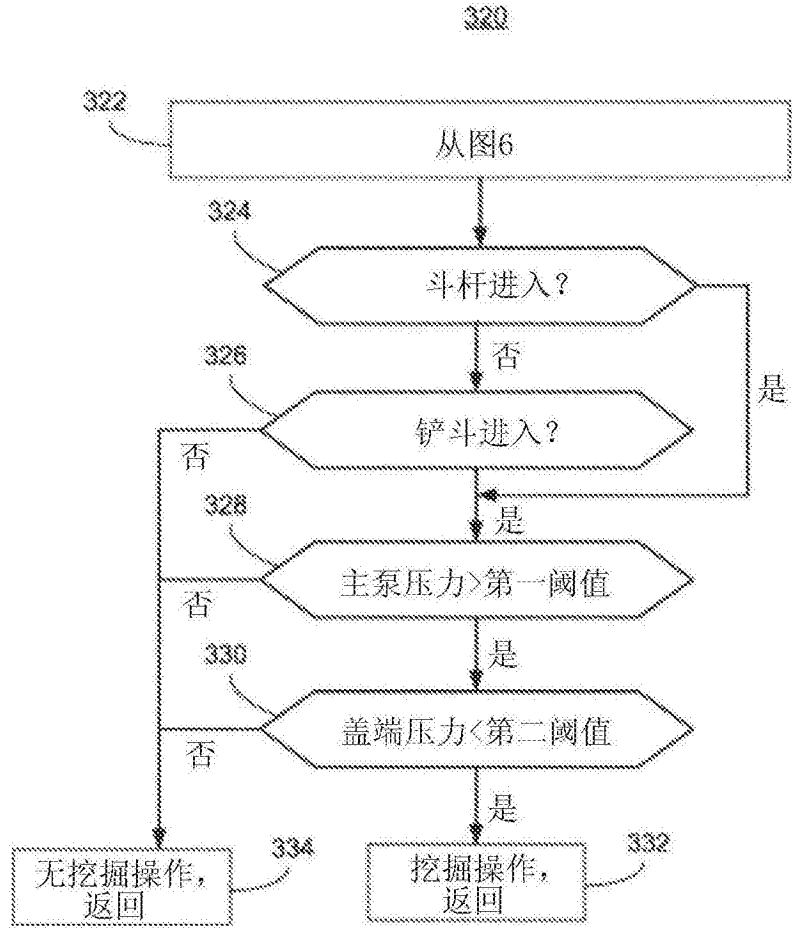 320
322
从图6
324
斗杆进入？
否
是
326
铲斗进入？
否
是
328
主泵压力>第一阈值
否
是
330
盖端压力<第二阈值
否
是
334
无挖掘操作，
返回
332
挖掘操作，
返回